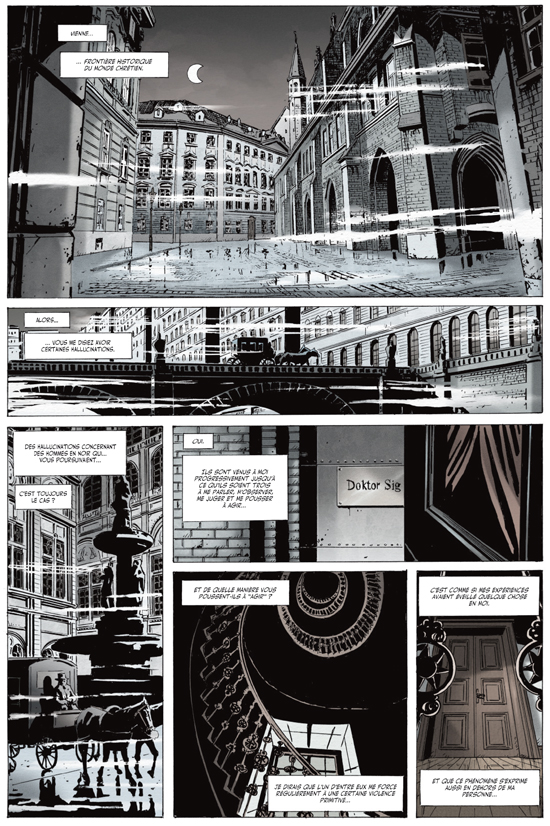 VIENNE...
... FRONTIÈRE HISTORIQUE
DU MONDE CHRÉTIEN.
ALORS...
... VOUS ME DISEZ AVOIR
CERTAINES HALLUCINATIONS.
DES HALLUCINATIONS CONCERNANT
DES HOMMES EN NOIR QUI...
VOUS POURSUIVAIENT...
C'EST TOUJOURS
LE CAS ?
OUI.
ILS SONT VENUS À MOI
PROGRESSIVEMENT JUSQU'À
CE QU'ILS SOIENT TROIS
À ME PARLER, M'OBSERVER,
ME JUGER ET ME POUSSER
À AGIR...
Doktor Sig
ET DE QUELLE MANIÈRE VOUS
POUSSENT-ILS À "AGIR" ?
JE DIRAIS QUE L'UN D'ENTRE EUX ME FORCE
RÉGULIÈREMENT À UNE CERTAINE VIOLENCE
PRIMITIVE...
C'EST COMME SI MES EXPÉRIENCES
AVAIENT ÉVEILLÉ QUELQUE CHOSE
EN MOI.
ET QUE CE PHÉNOMÈNE S'EXPRIME
AUSSI EN DEHORS DE MA
PERSONNE...